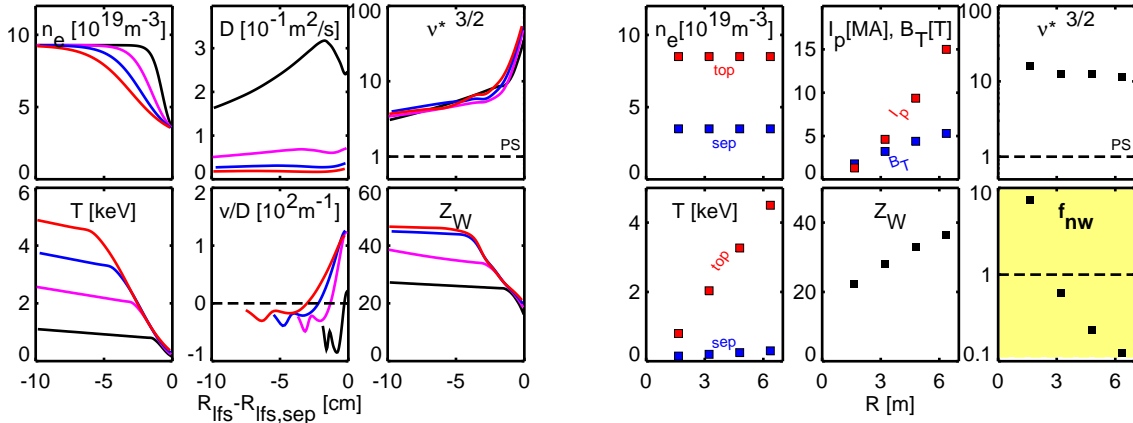 n_e [10^19 m^-3]
D [10^-1 m^2/s]
ν* 3/2
10
5
0
3
2
1
0
100
10
1
PS
T [keV]
v/D [10^2 m^-1]
Z_W
6
4
2
0
1
0
-1
60
40
20
0
-10 -5 0
-10 -5 0
-10 -5 0
R_lfs-R_lfs,sep [cm]
n_e [10^19 m^-3]
I_p[MA], B_T[T]
ν* 3/2
10
5
0
top
sep
15
10
5
0
I_p
B_T
100
10
1
PS
T [keV]
Z_W
f_nw
4
2
0
top
sep
40
20
0
10
1
0.1
0 3 6
0 3 6
0 3 6
R [m]